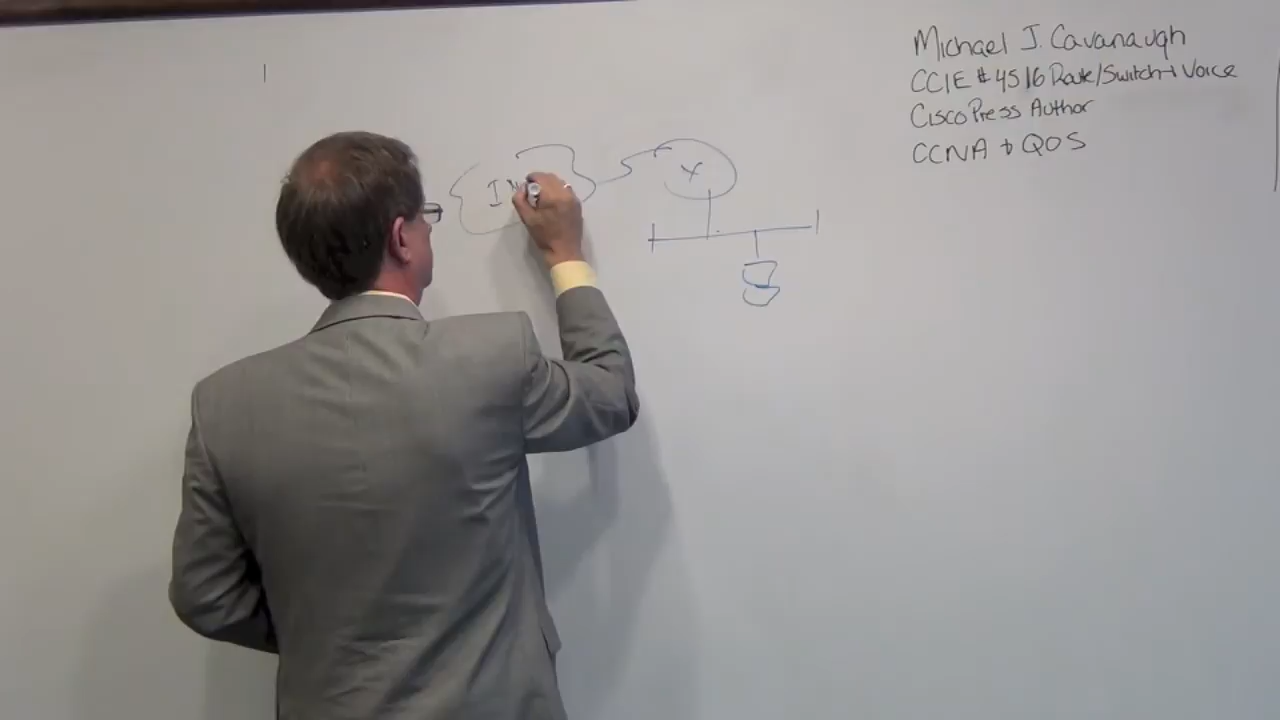 Michael J. Cavanaugh
CCIE # 4516 Route/Switch + Voice
Cisco Press Author
CCNA + QOS
IN
X